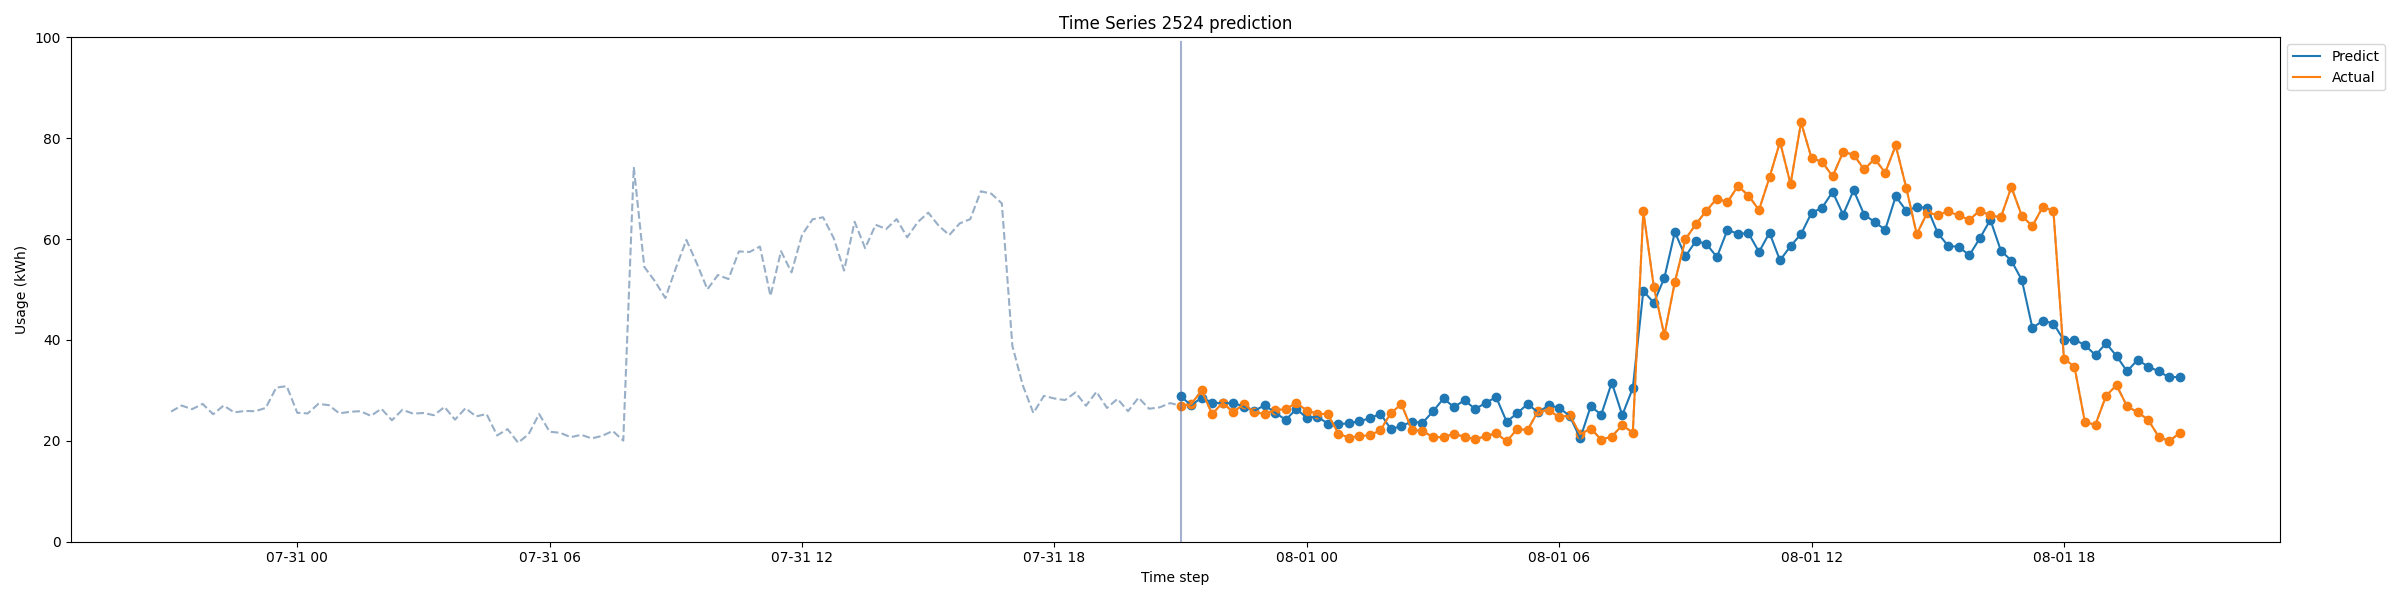 Time Series 2524 prediction
Predict
Actual
Usage (kWh)
100
80
60
40
20
0
07-31 00
07-31 06
07-31 12
07-31 18
08-01 00
08-01 06
08-01 12
08-01 18
Time step